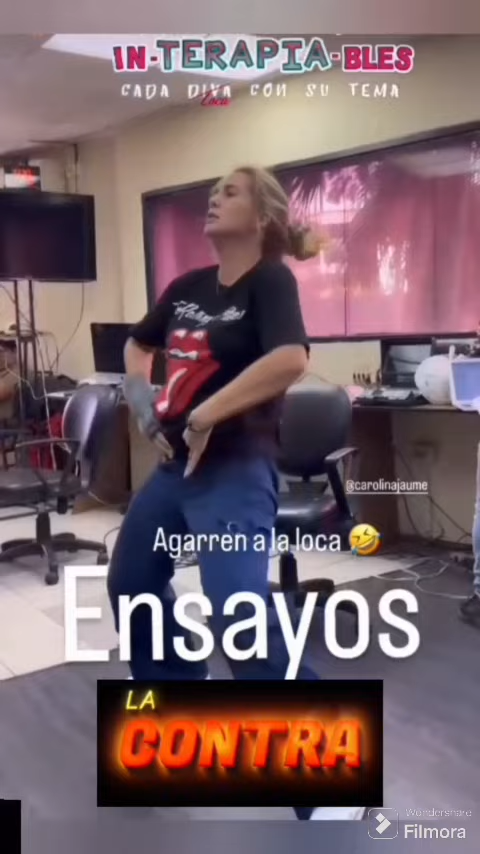 IN-TERAPIA-BLES
CADA DIVA CON SU TEMA
Loca
@carolinajaume
Agarren a la loca 🤣
Ensayos
LA
CONTRA
Wondershare
Filmora